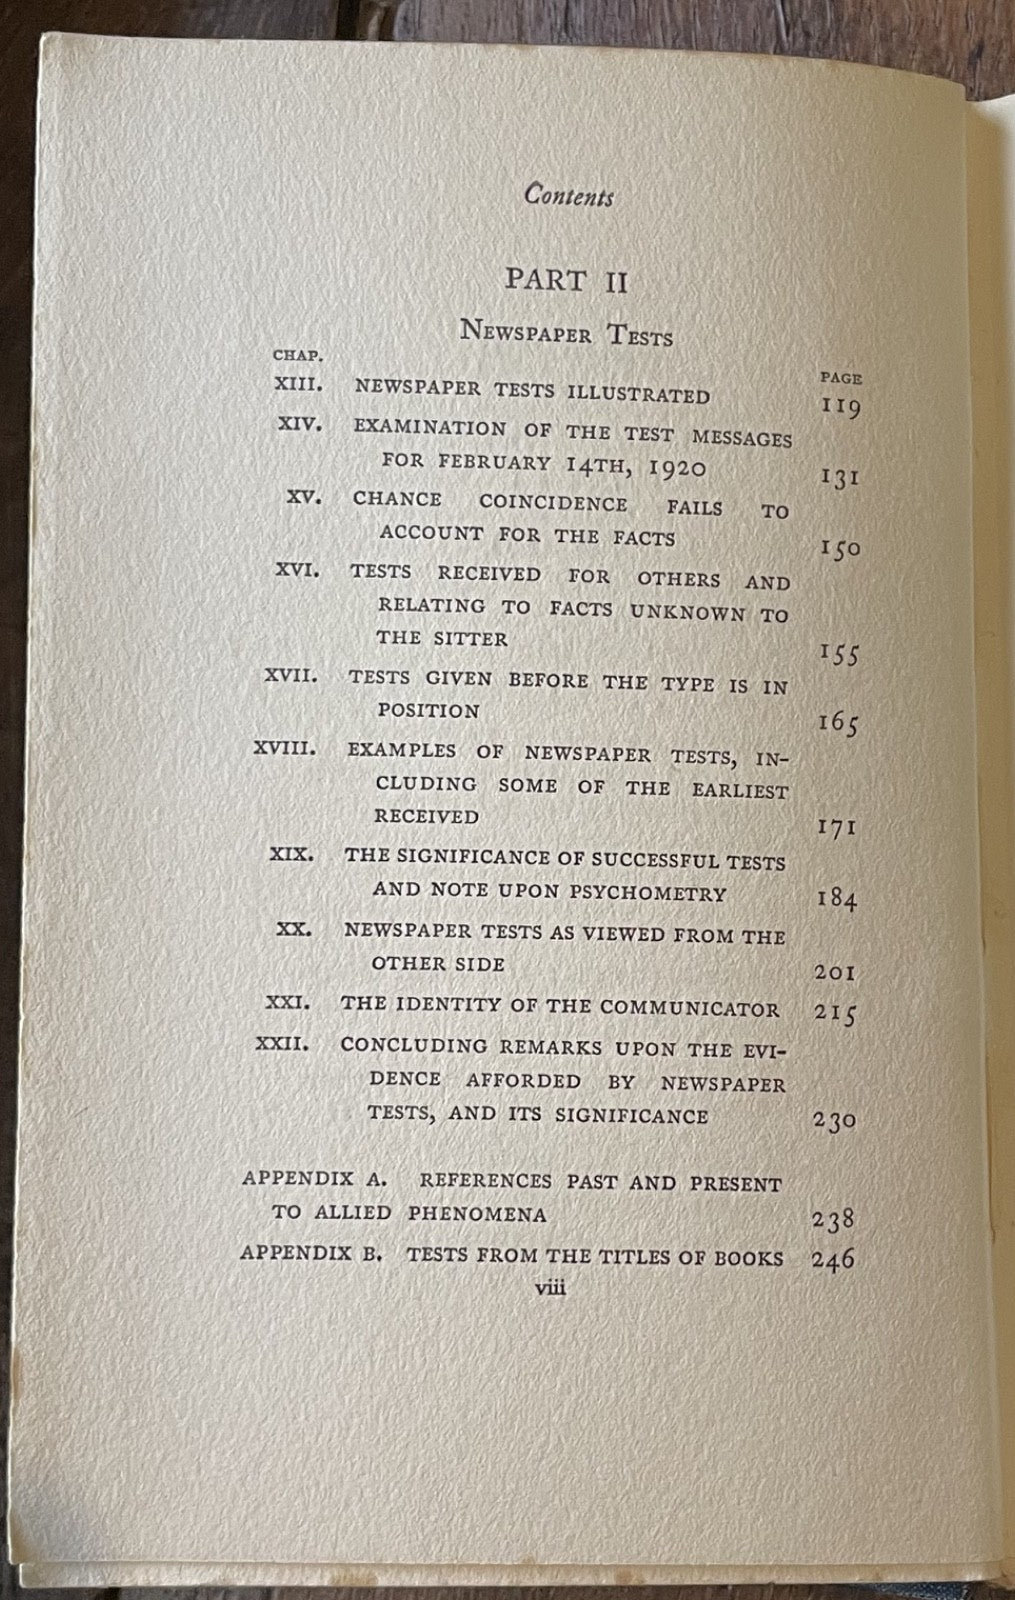 Contents
PART II
NEWSPAPER TESTS
CHAP. PAGE
XIII. NEWSPAPER TESTS ILLUSTRATED 119
XIV. EXAMINATION OF THE TEST MESSAGES
FOR FEBRUARY 14TH, 1920 131
XV. CHANCE COINCIDENCE FAILS TO
ACCOUNT FOR THE FACTS 150
XVI. TESTS RECEIVED FOR OTHERS AND
RELATING TO FACTS UNKNOWN TO
THE SITTER 155
XVII. TESTS GIVEN BEFORE THE TYPE IS IN
POSITION 165
XVIII. EXAMPLES OF NEWSPAPER TESTS, IN-
CLUDING SOME OF THE EARLIEST
RECEIVED 171
XIX. THE SIGNIFICANCE OF SUCCESSFUL TESTS
AND NOTE UPON PSYCHOMETRY 184
XX. NEWSPAPER TESTS AS VIEWED FROM THE
OTHER SIDE 201
XXI. THE IDENTITY OF THE COMMUNICATOR 215
XXII. CONCLUDING REMARKS UPON THE EVI-
DENCE AFFORDED BY NEWSPAPER
TESTS, AND ITS SIGNIFICANCE 230
APPENDIX A. REFERENCES PAST AND PRESENT
TO ALLIED PHENOMENA 238
APPENDIX B. TESTS FROM THE TITLES OF BOOKS 246
viii